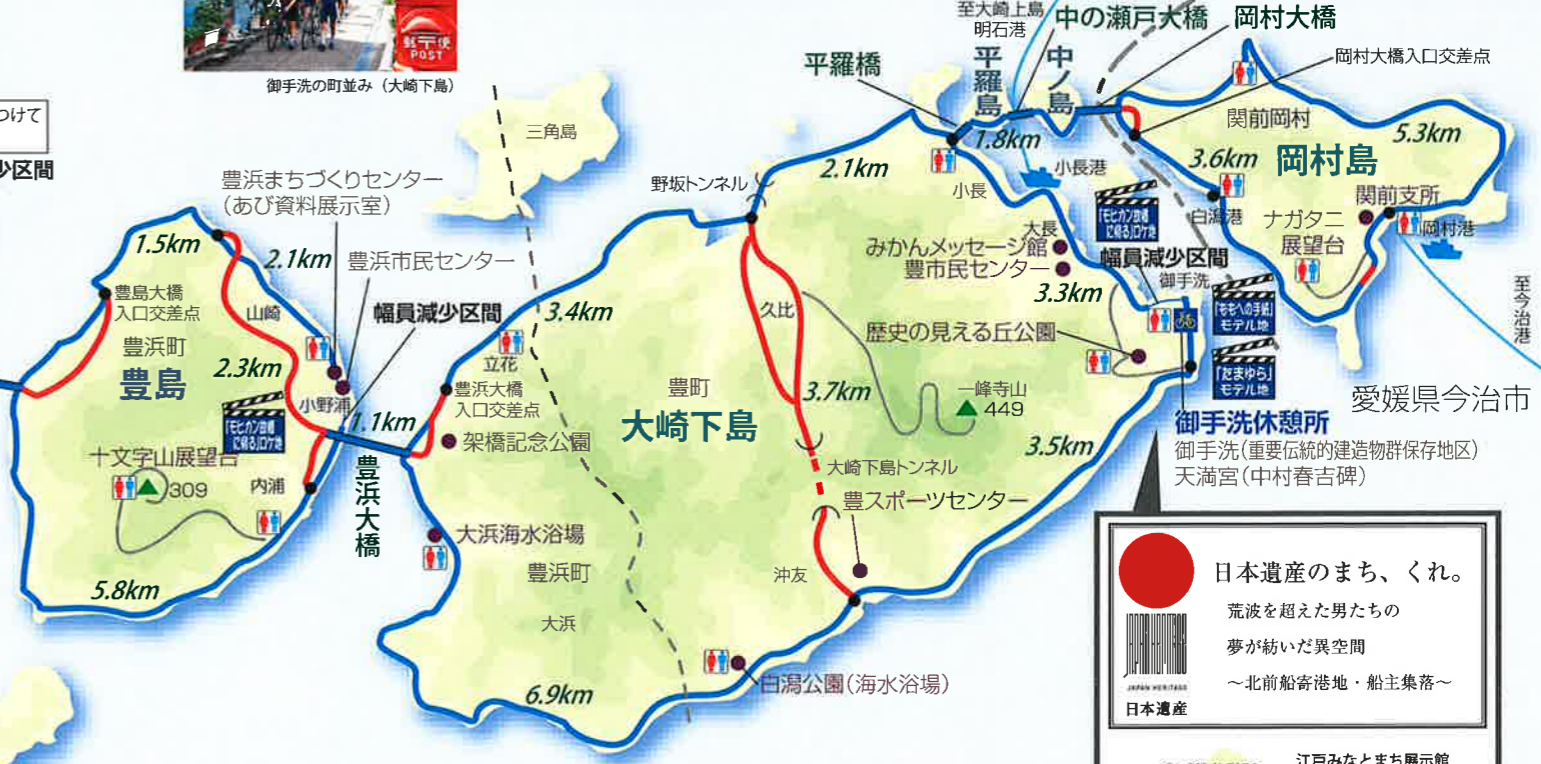 POST
御手洗の町並み（大崎下島）
つけて
少区間
至大崎上島
明石港
中の瀬戸大橋
岡村大橋
岡村大橋入口交差点
平羅橋
平羅島
中ノ島
三角島
1.8km
関前岡村
5.3km
2.1km
小長港
3.6km
岡村島
豊浜まちづくりセンター
（あび資料展示室）
野坂トンネル
小長
関前支所
白潟港
ナガタニ
展望台
岡村港
1.5km
2.1km
豊浜市民センター
大長
みかんメッセージ館
豊市民センター
幅員減少区間
御手洗
至今治港
豊島大橋
入口交差点
山崎
幅員減少区間
3.4km
久比
3.3km
「ももへの手紙」
モデル地
豊浜町
豊島
2.3km
立花
歴史の見える丘公園
「たまゆら」
モデル地
豊浜大橋
入口交差点
豊町
3.7km
一峰寺山
449
愛媛県今治市
小野浦
1.1km
大崎下島
御手洗休憩所
架橋記念公園
3.5km
御手洗（重要伝統的建造物群保存地区）
天満宮（中村春吉碑）
十文字山展望台
309
内浦
豊浜大橋
大崎下島トンネル
豊スポーツセンター
大浜海水浴場
豊浜町
沖友
5.8km
大浜
白潟公園（海水浴場）
6.9km
日本遺産のまち、くれ。
荒波を超えた男たちの
夢が紡いだ異空間
～北前船寄港地・船主集落～
JAPAN HERITAGE
日本遺産
江戸みなとまち展示館